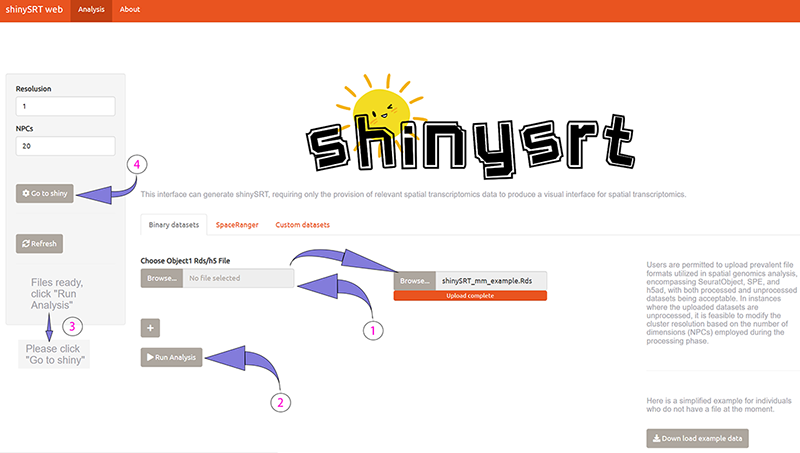 shinySRT web Analysis About
Resolusion
1
NPCs
20
4
Go to shiny
Refresh
Files ready,
click "Run
Analysis"
3
Please click
"Go to shiny"
shinysrt
This interface can generate shinySRT, requiring only the provision of relevant spatial transcriptomics data to produce a visual interface for spatial transcriptomics.
Binary datasets SpaceRanger Custom datasets
Choose Object1 Rds/h5 File
Browse... No file selected
Browse... shinySRT_mm_example.Rds
Upload complete
1
+
Run Analysis
2
Users are permitted to upload prevalent file
formats utilized in spatial genomics analysis,
encompassing SeuratObject, SPE, and
h5ad, with both processed and unprocessed
datasets being acceptable. In instances
where the uploaded datasets are
unprocessed, it is feasible to modify the
cluster resolution based on the number of
dimensions (NPCs) employed during the
processing phase.
Here is a simplified example for individuals
who do not have a file at the moment.
Down load example data